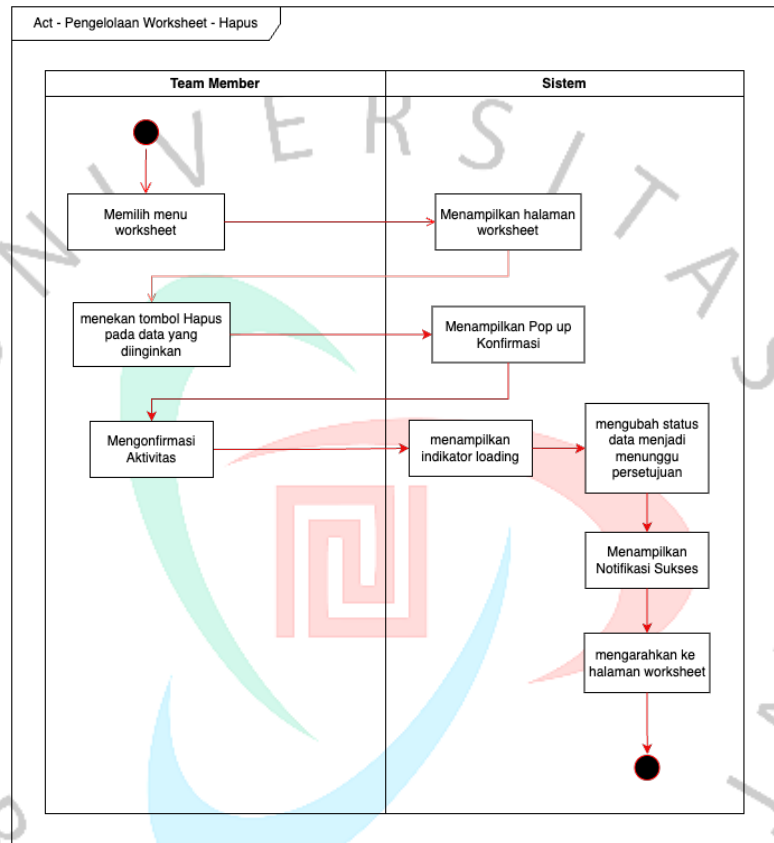 Act - Pengelolaan Worksheet - Hapus
Team Member
Sistem
Memilih menu
worksheet
Menampilkan halaman
worksheet
menekan tombol Hapus
pada data yang
diinginkan
Menampilkan Pop up
Konfirmasi
Mengonfirmasi
Aktivitas
menampilkan
indikator loading
mengubah status
data menjadi
menunggu
persetujuan
Menampilkan
Notifikasi Sukses
mengarahkan ke
halaman worksheet
UNIVERSITAS